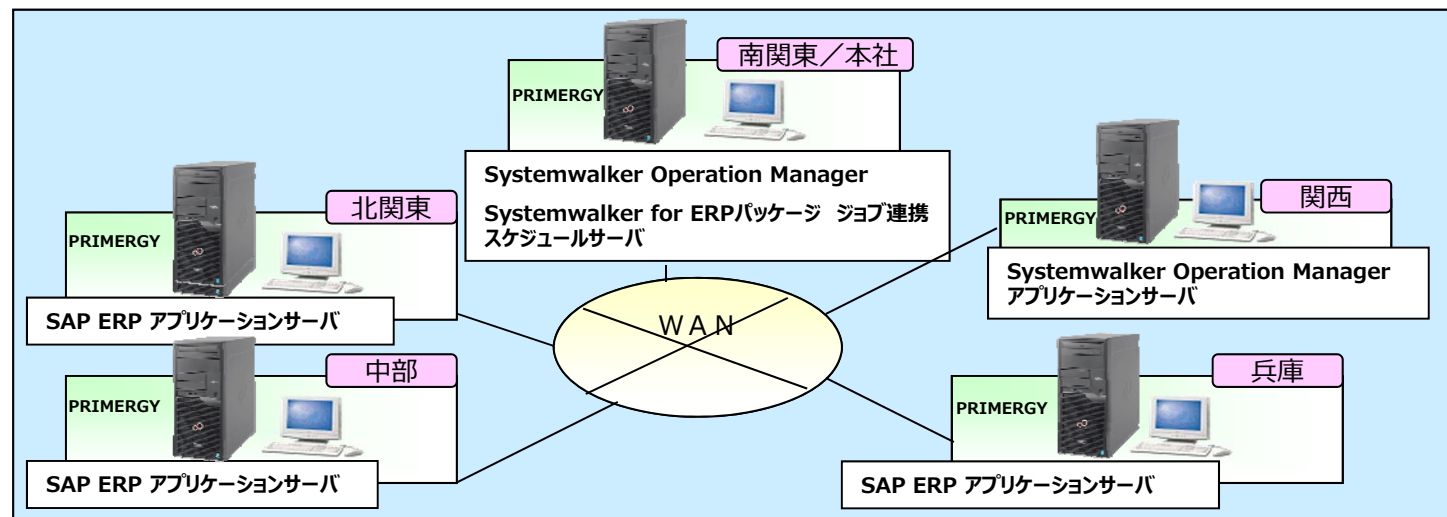 南関東／本社
PRIMERGY
Systemwalker Operation Manager
Systemwalker for ERPパッケージ　ジョブ連携
スケジュールサーバ
北関東
PRIMERGY
SAP ERP アプリケーションサーバ
関西
PRIMERGY
Systemwalker Operation Manager
アプリケーションサーバ
WAN
中部
PRIMERGY
SAP ERP アプリケーションサーバ
兵庫
PRIMERGY
SAP ERP アプリケーションサーバ